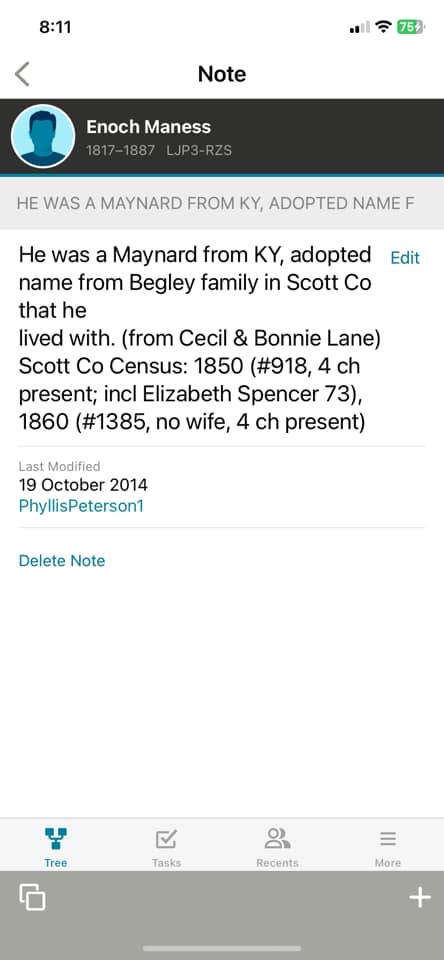 8:11
75
Note
Enoch Maness
1817–1887 LJP3-RZS
HE WAS A MAYNARD FROM KY, ADOPTED NAME F
He was a Maynard from KY, adopted
Edit
name from Begley family in Scott Co
that he
lived with. (from Cecil & Bonnie Lane)
Scott Co Census: 1850 (#918, 4 ch
present; incl Elizabeth Spencer 73),
1860 (#1385, no wife, 4 ch present)
Last Modified
19 October 2014
PhyllisPeterson1
Delete Note
Tree
Tasks
Recents
More